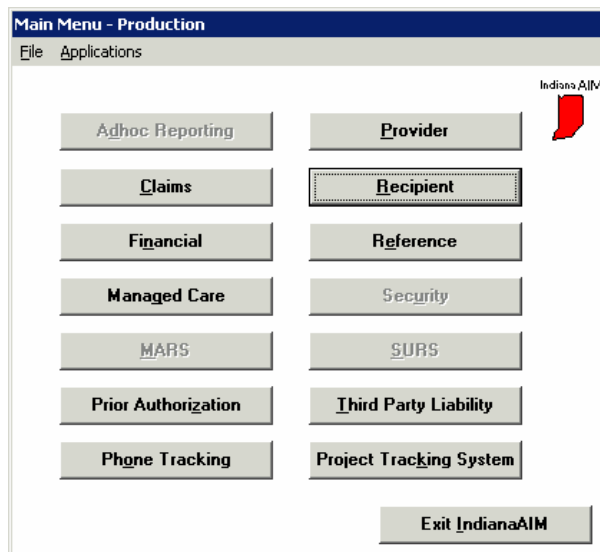 Main Menu - Production
File Applications
Indiana AIM
Adhoc Reporting Provider
Claims Recipient
Financial Reference
Managed Care Security
MARS SURS
Prior Authorization Third Party Liability
Phone Tracking Project Tracking System
Exit IndianaAIM